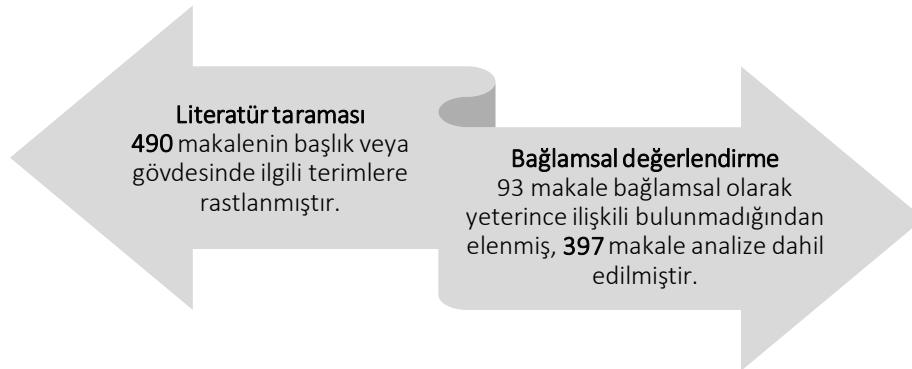 Literatür taraması
490 makalenin başlık veya
gövdesinde ilgili terimlere
rastlanmıştır.
Bağlamsal değerlendirme
93 makale bağlamsal olarak
yeterince ilişkili bulunmadığından
elenmiş, 397 makale analize dahil
edilmiştir.